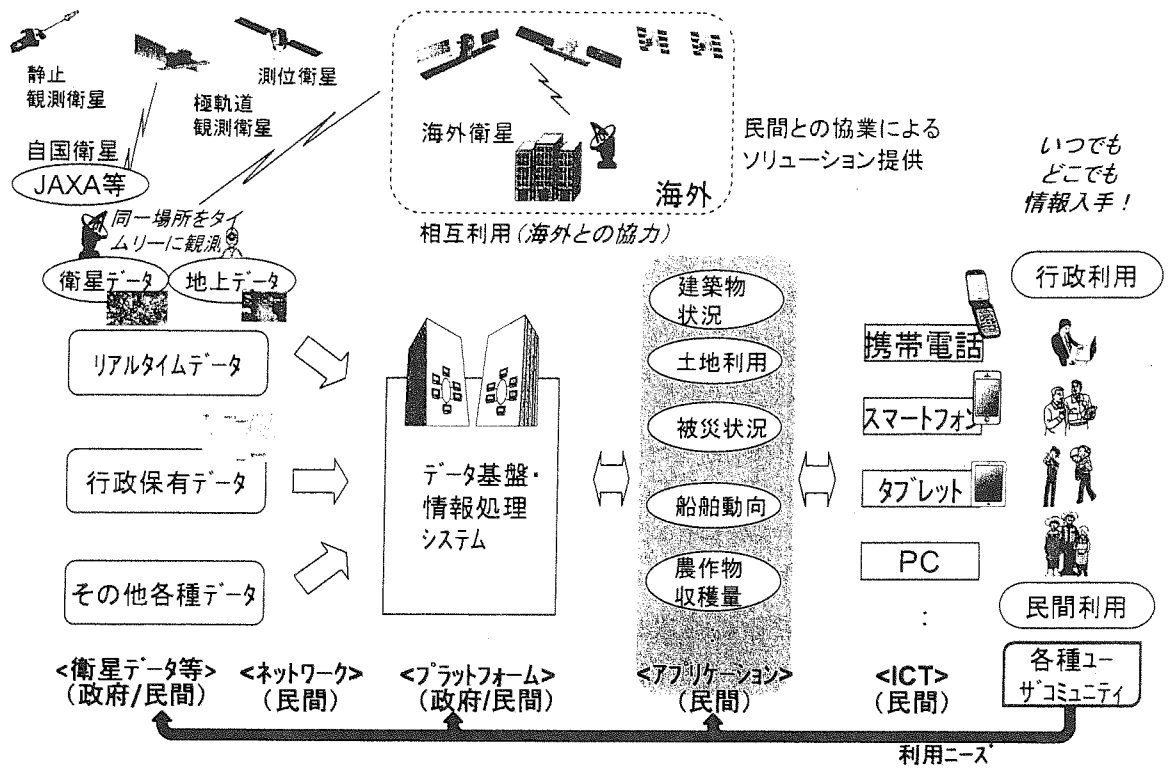 静止
観測衛星
測位衛星
極軌道
観測衛星
自国衛星
JAXA等
同一場所をタイ
ムリーに観測
衛星データ
地上データ
海外衛星
海外
相互利用(海外との協力)
民間との協業による
ソリューション提供
いつでも
どこでも
情報入手！
リアルタイムデータ
行政保有データ
その他各種データ
データ基盤・
情報処理
システム
建築物
状況
土地利用
被災状況
船舶動向
農作物
収穫量
携帯電話
スマートフォン
タブレット
PC
:
行政利用
民間利用
各種ユー
ザコミュニティ
<衛星データ等>
(政府/民間)
<ネットワーク>
(民間)
<プラットフォーム>
(政府/民間)
<アプリケーション>
(民間)
<ICT>
(民間)
利用ニーズ